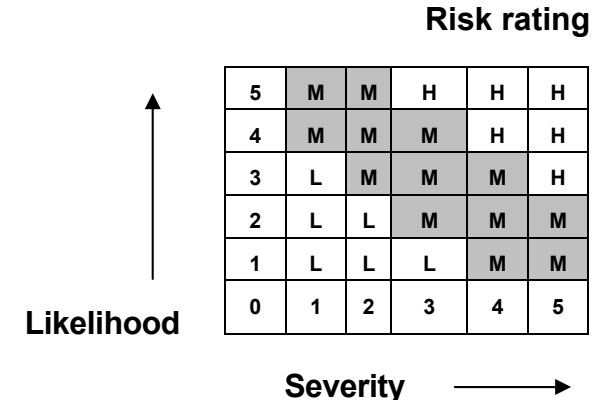 Risk rating
5 M M H H H
4 M M M H H
3 L M M M H
2 L L M M M
1 L L L M M
0 1 2 3 4 5
Likelihood
Severity